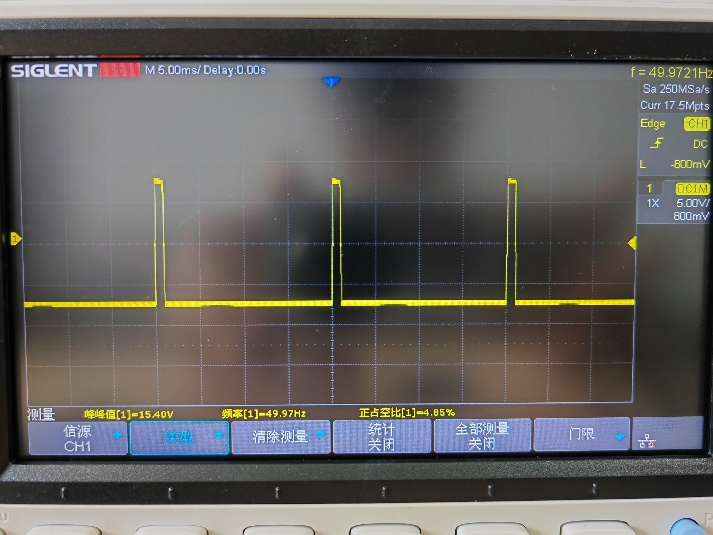 SIGLENT M 5.00ms/ Delay:0.00s f = 49.9721Hz
Sa 250MSa/s
Curr 17.5Mpts
Edge CH1
DC
L -800mV
1 DC1M
1X 5.00V/
800mV
测量 峰峰值[1]=15.40V 频率[1]=49.97Hz 正占空比[1]=4.85%
信源
CH1
类型
清除测量
统计
关闭
全部测量
关闭
门限